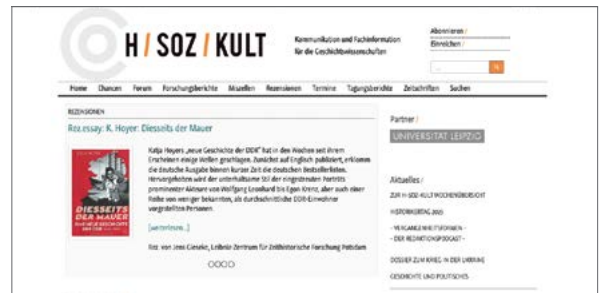 H / SOZ / KULT
Kommunikation und Fachinformation
für die Geschichtswissenschaften
Abonnieren /
Einreichen /
Home Chancen Forum Forschungsberichte Miszellen Rezensionen Termine Tagungsberichte Zeitschriften Suchen
REZENSIONEN
Rez.essay: K. Hoyer: Diesseits der Mauer
Katja Hoyers „neue Geschichte der DDR“ hat in den Wochen seit ihrem
Erscheinen einige Wellen geschlagen. Zunächst auf Englisch publiziert, erklomm
die deutsche Ausgabe binnen kurzer Zeit die deutschen Bestsellerlisten.
Hervorgehoben wird der unterhaltsame Stil der eingestreuten Porträts
prominenter Akteure von Wolfgang Leonhard bis Egon Krenz, aber auch einer
Reihe von weniger bekannten, als durchschnittliche DDR-Einwohner
vorgestellten Personen.
[weiterlesen...]
Rez. von Jens Gieseke, Leibniz-Zentrum für Zeithistorische Forschung Potsdam
DIESSEITS
DER MAUER
Partner /
UNIVERSITÄT LEIPZIG
Aktuelles /
ZUR H-SOZ-KULT WOCHENÜBERSICHT
HISTORIKERTAG 2023
- VERGANGENHEITSFORMEN -
- DER REDAKTIONSPODCAST -
DOSSIER ZUM KRIEG IN DER UKRAINE
GESCHICHTE UND POLITISCHES